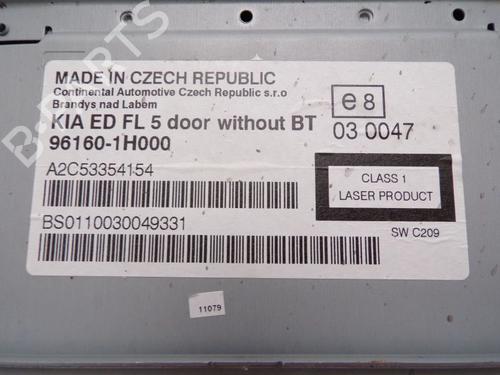 MADE IN CZECH REPUBLIC
Continental Automotive Czech Republic s.r.o
Brandys nad Labem
KIA ED FL 5 door without BT
96160-1H000
A2C53354154
BS0110030049331
e8
03 0047
CLASS 1
LASER PRODUCT
SW C209
11079